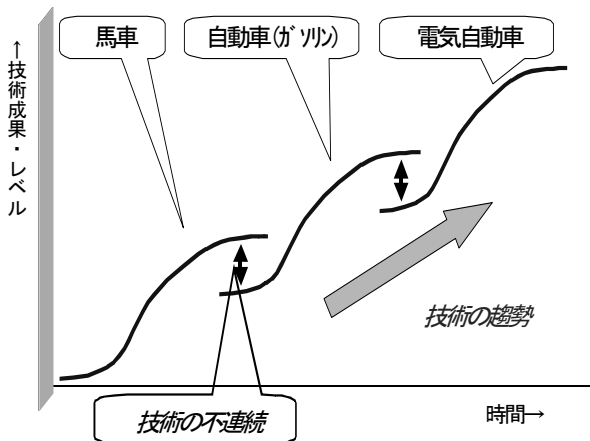 馬車
自動車(ガソリン)
電気自動車
↑技術成果・レベル
技術の趨勢
技術の不連続
時間→